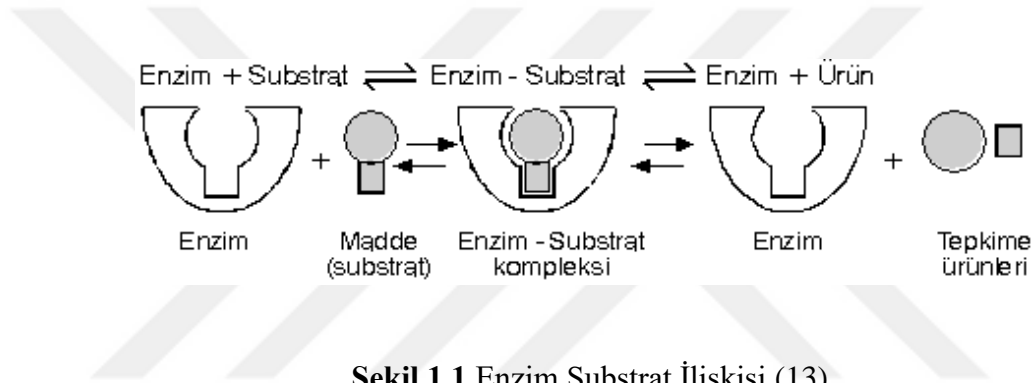 Enzim + Substrat ⇌ Enzim - Substrat ⇌ Enzim + Ürün
+ +
Enzim Madde (substrat) Enzim - Substrat kompleksi Enzim Tepkime ürünleri
Şekil 1.1 Enzim Substrat İlişkisi (13)